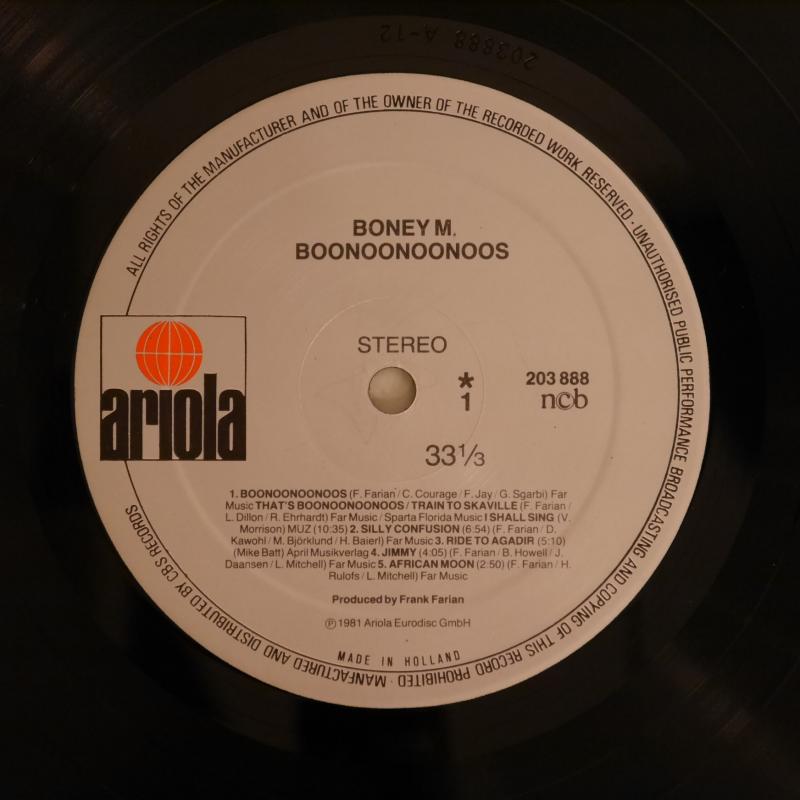 203888 A-12
ALL RIGHTS OF THE MANUFACTURER AND OF THE OWNER OF THE RECORDED WORK RESERVED · UNAUTHORISED PUBLIC PERFORMANCE BROADCASTING AND COPYING OF THIS RECORD PROHIBITED · MANFACTURED AND DISTRIBUTED BY CBS RECORDS
BONEY M.
BOONOONOONOOS
ariola
STEREO
*
1
203 888
ncb
33 1/3
1. BOONOONOONOOS (F. Farian / C. Courage / F. Jay / G. Sgarbi) Far
Music THAT'S BOONOONOONOOS / TRAIN TO SKAVILLE (F. Farian /
L. Dillon / R. Ehrhardt) Far Music / Sparta Florida Music I SHALL SING (V.
Morrison) MUZ (10:35) 2. SILLY CONFUSION (6:54) (F. Farian / D.
Kawohl / M. Björklund / H. Baierl) Far Music 3. RIDE TO AGADIR (5:10)
(Mike Batt) April Musikverlag 4. JIMMY (4:05) (F. Farian / B. Howell / J.
Daansen / L. Mitchell) Far Music 5. AFRICAN MOON (2:50) (F. Farian / H.
Rulofs / L. Mitchell) Far Music
Produced by Frank Farian
Ⓟ 1981 Ariola Eurodisc GmbH
MADE IN HOLLAND